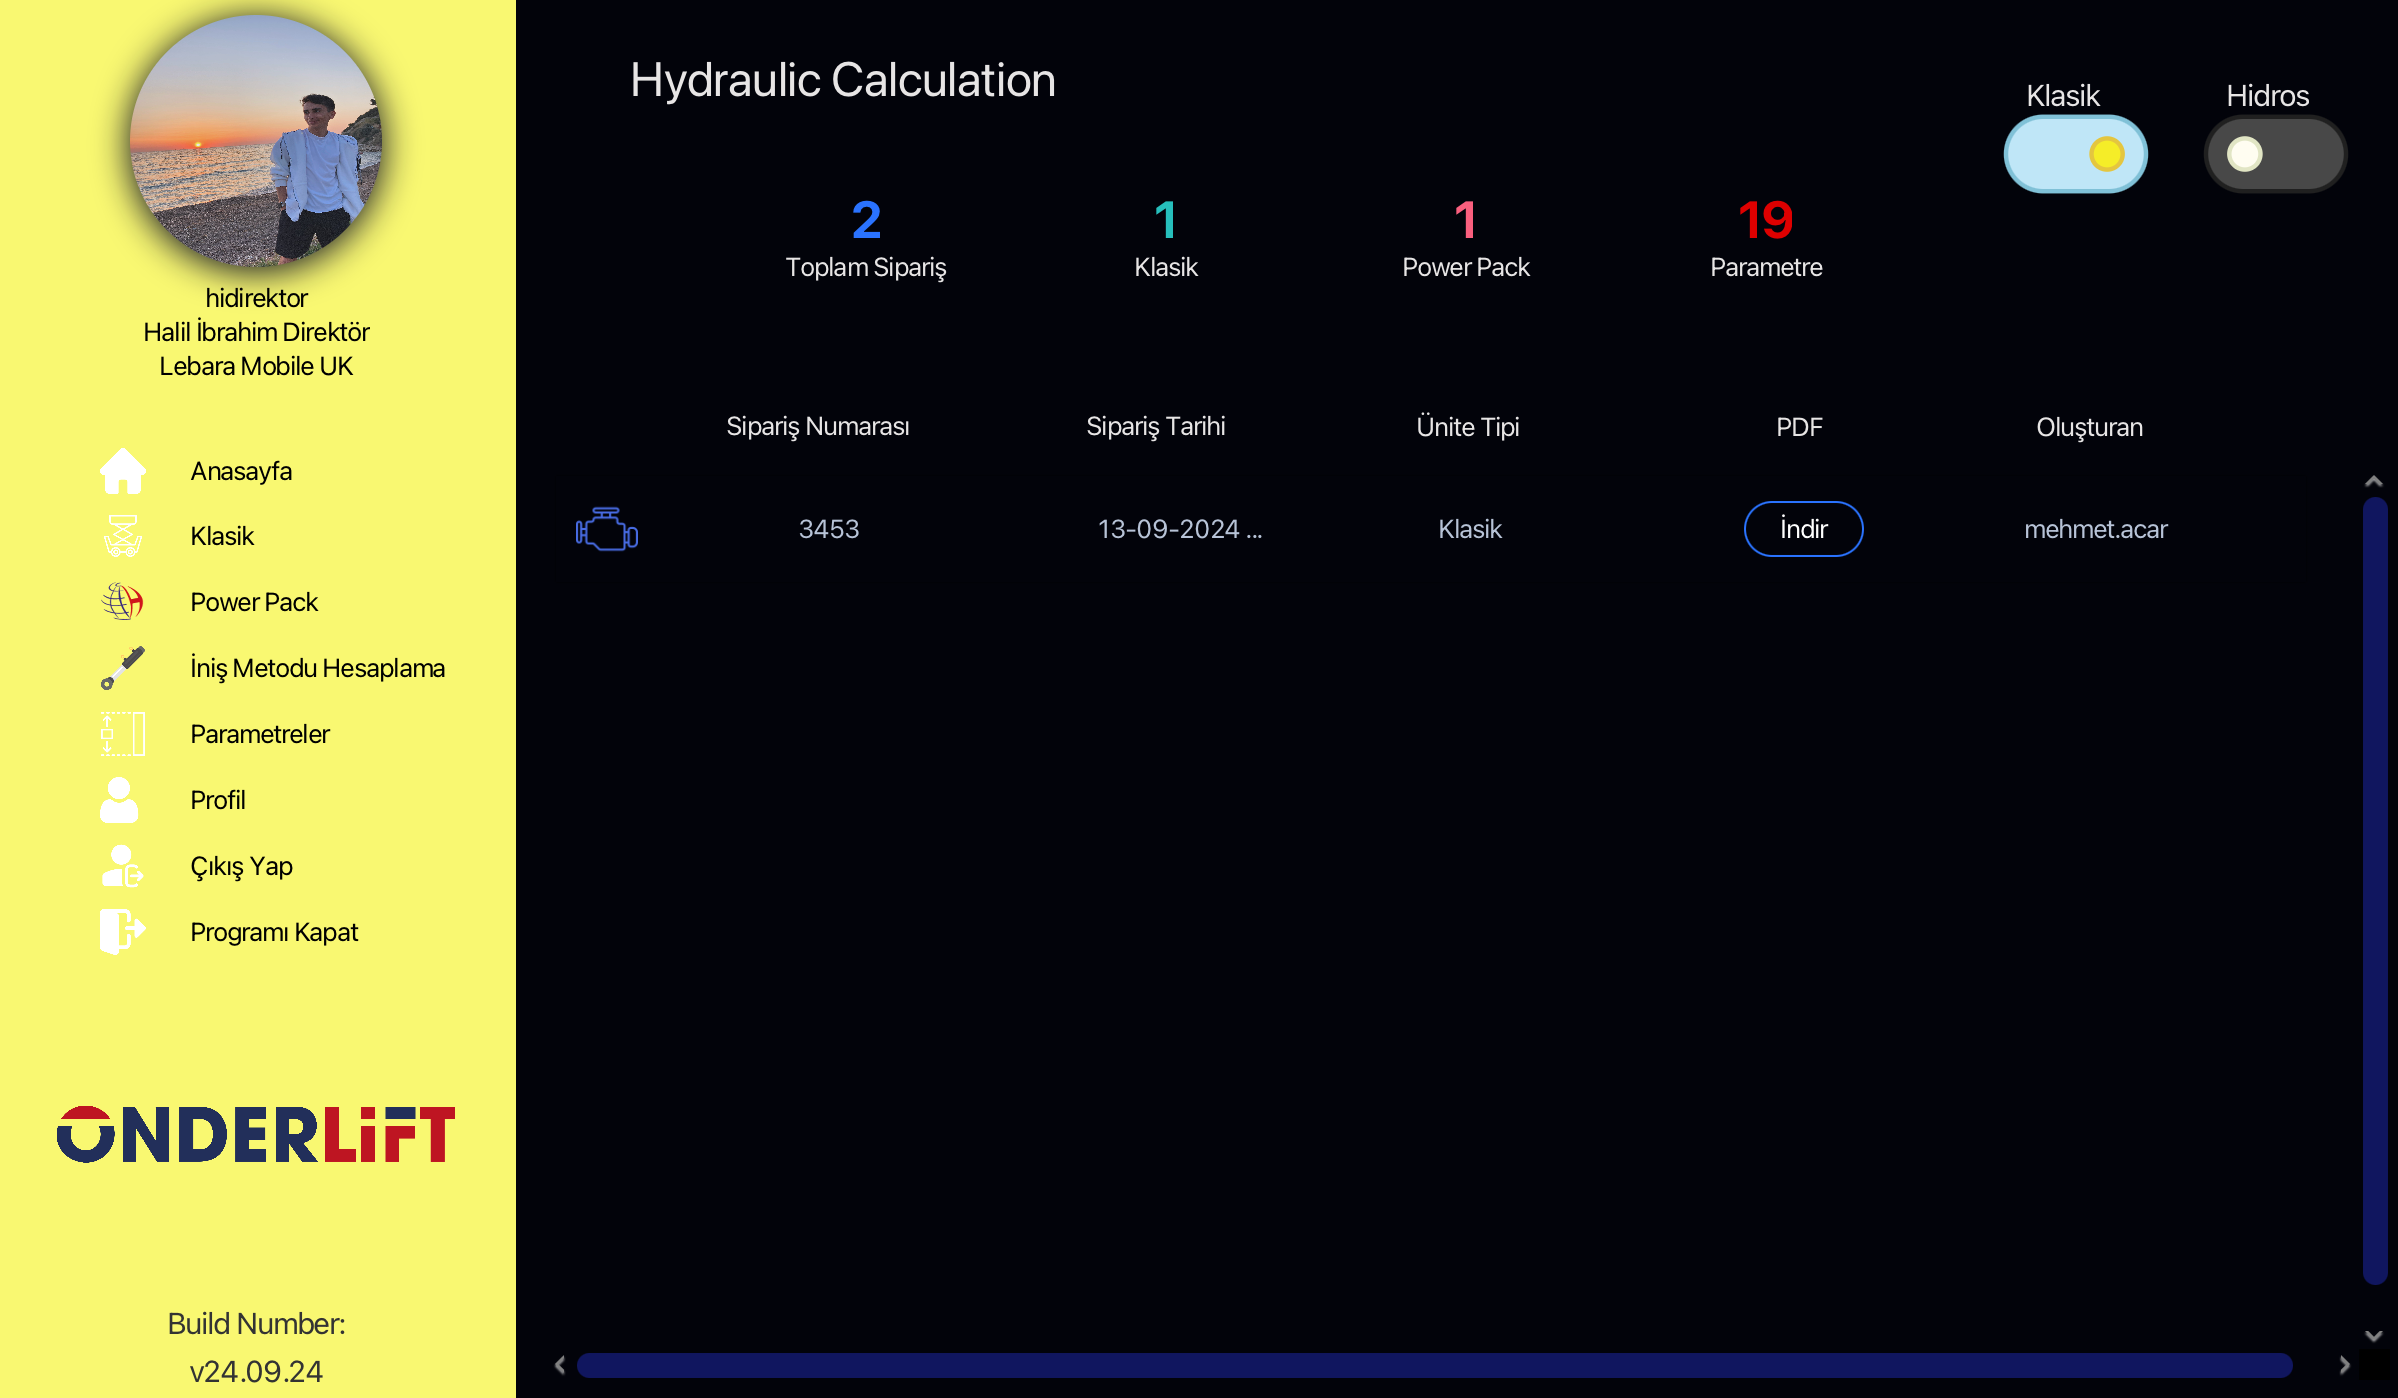 hidirektor
Halil İbrahim Direktör
Lebara Mobile UK
Anasayfa
Klasik
Power Pack
İniş Metodu Hesaplama
Parametreler
Profil
Çıkış Yap
Programı Kapat
ONDERLiFT
Build Number:
v24.09.24
Hydraulic Calculation
Klasik
Hidros
2
Toplam Sipariş
1
Klasik
1
Power Pack
19
Parametre
Sipariş Numarası Sipariş Tarihi Ünite Tipi PDF Oluşturan
3453 13-09-2024 ... Klasik İndir mehmet.acar